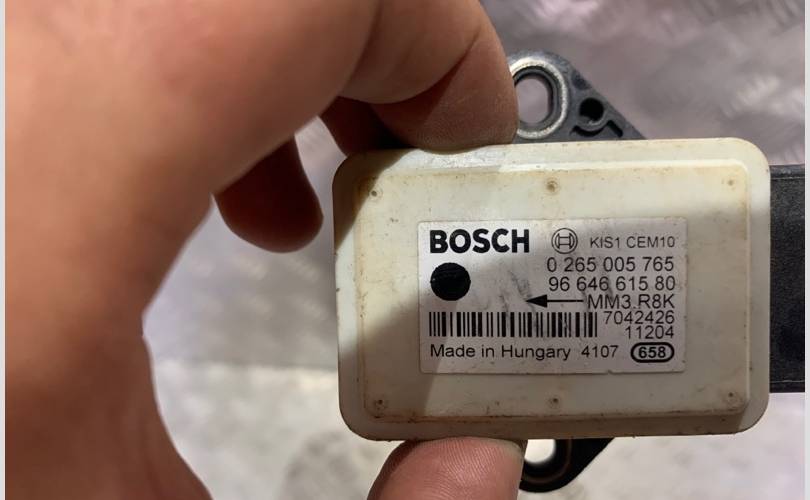 BOSCH KIS1 CEM10
0 265 005 765
96 646 615 80
MM3.R8K
7042426
11204
Made in Hungary 4107 658